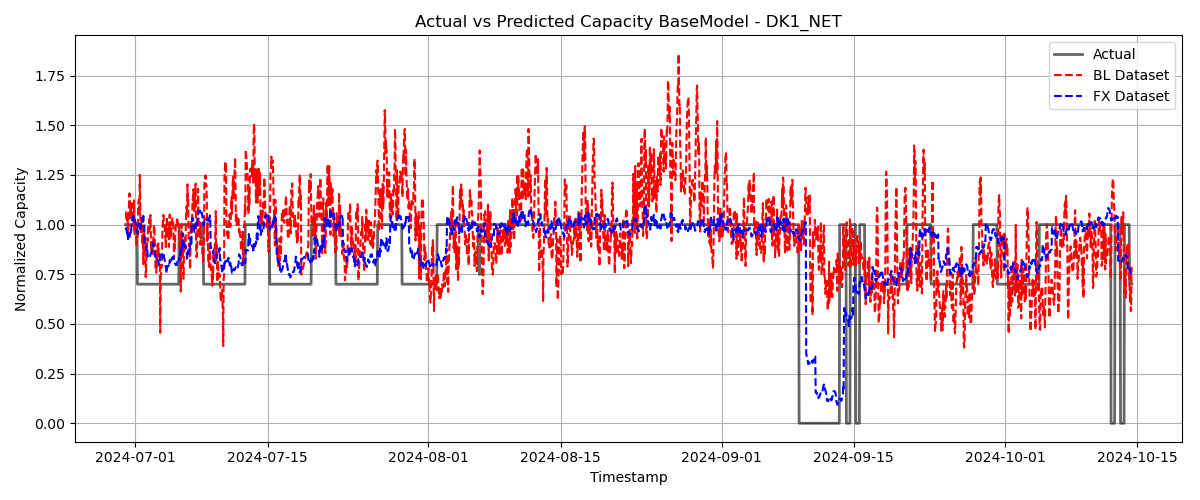 Actual vs Predicted Capacity BaseModel - DK1_NET
Actual
BL Dataset
FX Dataset
Normalized Capacity
1.75
1.50
1.25
1.00
0.75
0.50
0.25
0.00
2024-07-01
2024-07-15
2024-08-01
2024-08-15
2024-09-01
2024-09-15
2024-10-01
2024-10-15
Timestamp